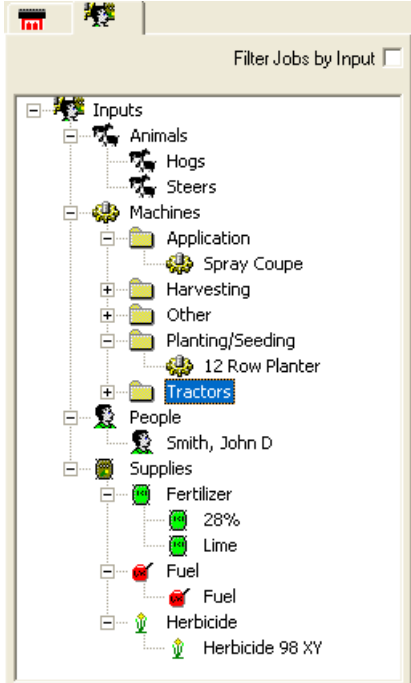 Filter Jobs by Input
Inputs
Animals
Hogs
Steers
Machines
Application
Spray Coupe
Harvesting
Other
Planting/Seeding
12 Row Planter
Tractors
People
Smith, John D
Supplies
Fertilizer
28%
Lime
Fuel
Fuel
Herbicide
Herbicide 98 XY